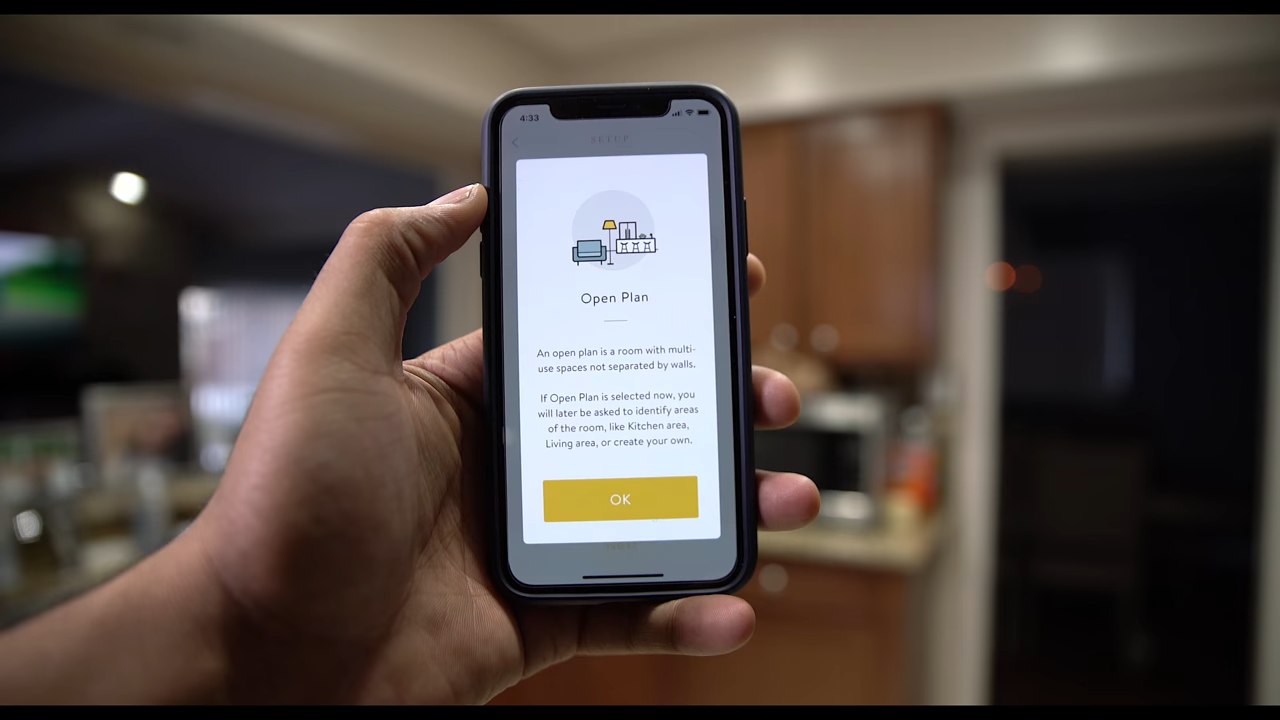 4:33
SETUP
Open Plan
An open plan is a room with multi-
use spaces not separated by walls.
If Open Plan is selected now, you
will later be asked to identify areas
of the room, like Kitchen area,
Living area, or create your own.
OK